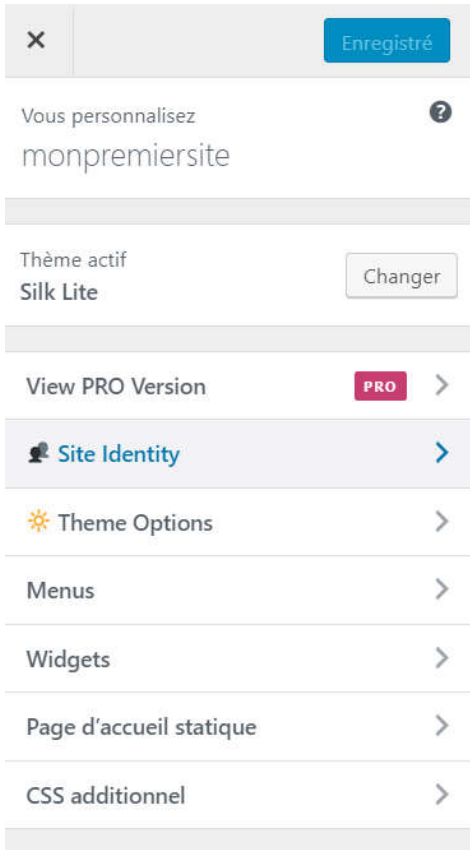 Enregistré
Vous personnalisez
monpremiersite
Thème actif
Silk Lite
Changer
View PRO Version PRO
Site Identity
Theme Options
Menus
Widgets
Page d’accueil statique
CSS additionnel